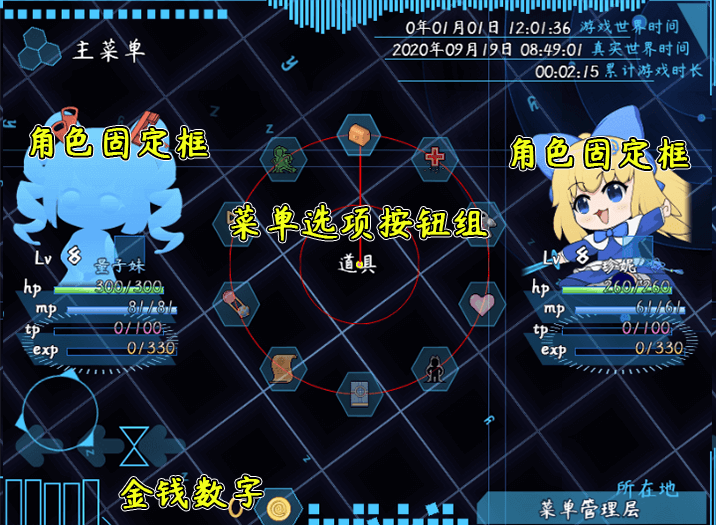 0年01月01日 12:01:36 游戏世界时间
主菜单
2020年09月19日 08:49:01 真实世界时间
00:02:15 累计游戏时长
角色固定框
角色固定框
菜单选项按钮组
道具
Lv 8
量子妹
hp 300/300
mp 81/81
tp 0/100
exp 0/330
Lv 8
珍妮
hp 260/260
mp 61/61
tp 0/100
exp 0/330
金钱数字
0
所在地
菜单管理层